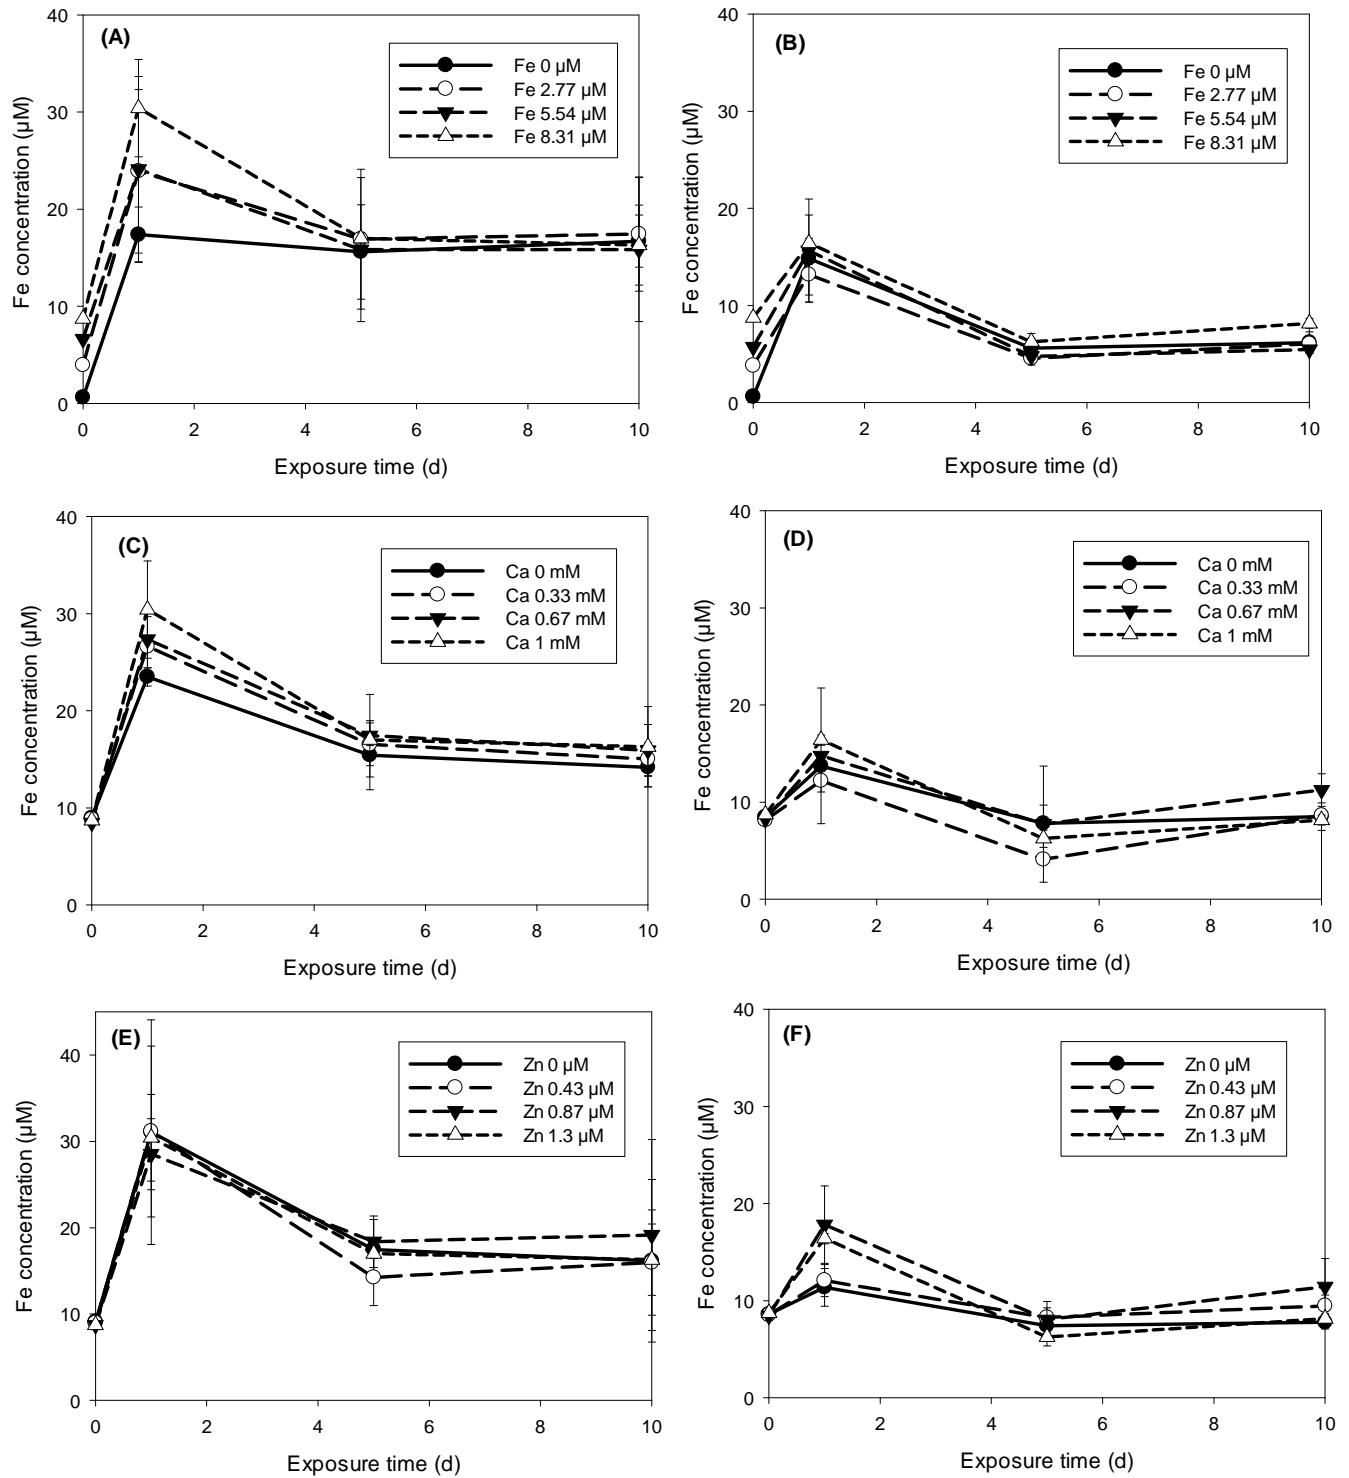 (A)
Fe 0 µM
Fe 2.77 µM
Fe 5.54 µM
Fe 8.31 µM
Fe concentration (µM)
40
30
20
10
0
0 2 4 6 8 10
Exposure time (d)
(B)
Fe 0 µM
Fe 2.77 µM
Fe 5.54 µM
Fe 8.31 µM
Fe concentration (µM)
40
30
20
10
0
0 2 4 6 8 10
Exposure time (d)
(C)
Ca 0 mM
Ca 0.33 mM
Ca 0.67 mM
Ca 1 mM
Fe concentration (µM)
40
30
20
10
0
0 2 4 6 8 10
Exposure time (d)
(D)
Ca 0 mM
Ca 0.33 mM
Ca 0.67 mM
Ca 1 mM
Fe concentration (µM)
40
30
20
10
0
0 2 4 6 8 10
Exposure time (d)
(E)
Zn 0 µM
Zn 0.43 µM
Zn 0.87 µM
Zn 1.3 µM
Fe concentration (µM)
40
30
20
10
0
0 2 4 6 8 10
Exposure time (d)
(F)
Zn 0 µM
Zn 0.43 µM
Zn 0.87 µM
Zn 1.3 µM
Fe concentration (µM)
40
30
20
10
0
0 2 4 6 8 10
Exposure time (d)